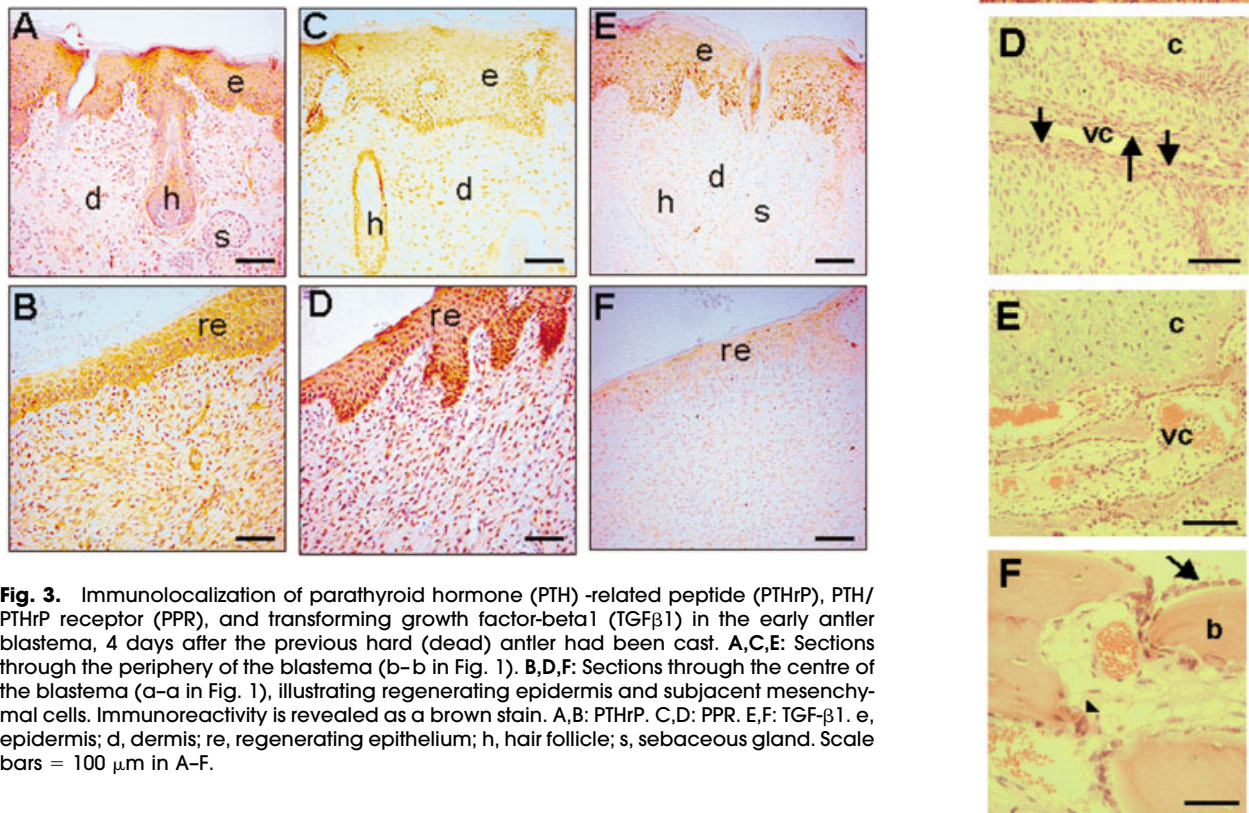 A
e
d
h
s
C
e
d
h
E
e
d
h
s
B
re
D
re
F
re
Fig. 3. Immunolocalization of parathyroid hormone (PTH) -related peptide (PTHrP), PTH/
PTHrP receptor (PPR), and transforming growth factor-beta1 (TGFβ1) in the early antler
blastema, 4 days after the previous hard (dead) antler had been cast. A,C,E: Sections
through the periphery of the blastema (b–b in Fig. 1). B,D,F: Sections through the centre of
the blastema (a–a in Fig. 1), illustrating regenerating epidermis and subjacent mesenchy-
mal cells. Immunoreactivity is revealed as a brown stain. A,B: PTHrP. C,D: PPR. E,F: TGF-β1. e,
epidermis; d, dermis; re, regenerating epithelium; h, hair follicle; s, sebaceous gland. Scale
bars = 100 μm in A–F.
D
c
vc
E
c
vc
F
b